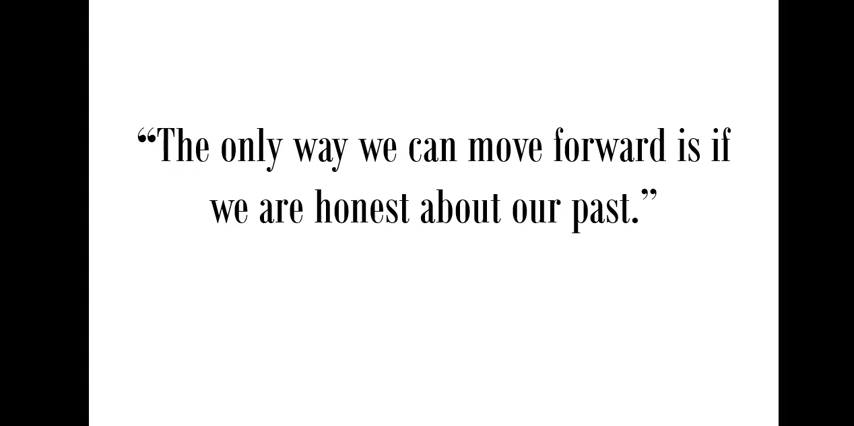 “The only way we can move forward is if
we are honest about our past.”